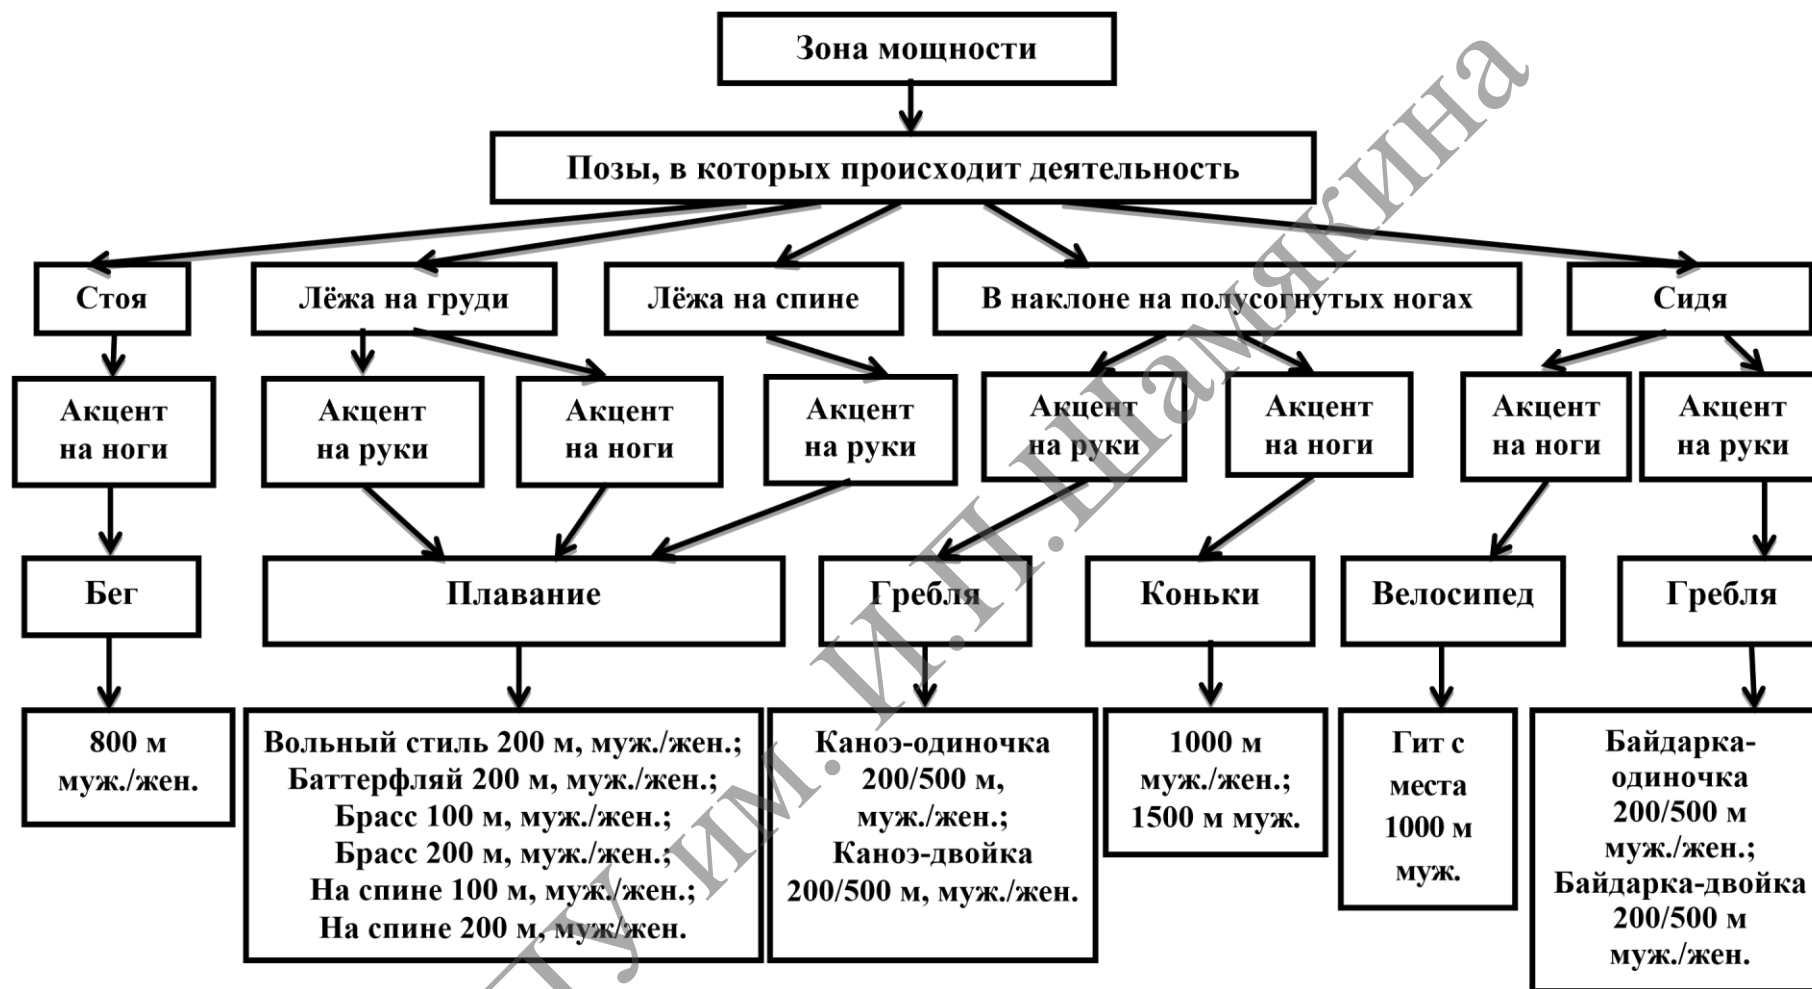 Зона мощности
Позы, в которых происходит деятельность
Стоя
Лёжа на груди
Лёжа на спине
В наклоне на полусогнутых ногах
Сидя
Акцент
на ноги
Акцент
на руки
Акцент
на ноги
Акцент
на руки
Акцент
на руки
Акцент
на ноги
Акцент
на ноги
Акцент
на руки
Бег
Плавание
Гребля
Коньки
Велосипед
Гребля
800 м
муж./жен.
Вольный стиль 200 м, муж./жен.;
Баттерфляй 200 м, муж./жен.;
Брасс 100 м, муж./жен.;
Брасс 200 м, муж./жен.;
На спине 100 м, муж./жен.;
На спине 200 м, муж/жен.
Каноэ-одиночка
200/500 м,
муж./жен.;
Каноэ-двойка
200/500 м, муж./жен.
1000 м
муж./жен.;
1500 м муж.
Гит с
места
1000 м
муж.
Байдарка-
одиночка
200/500 м
муж./жен.;
Байдарка-двойка
200/500 м
муж./жен.
им. И.П.Шамякина